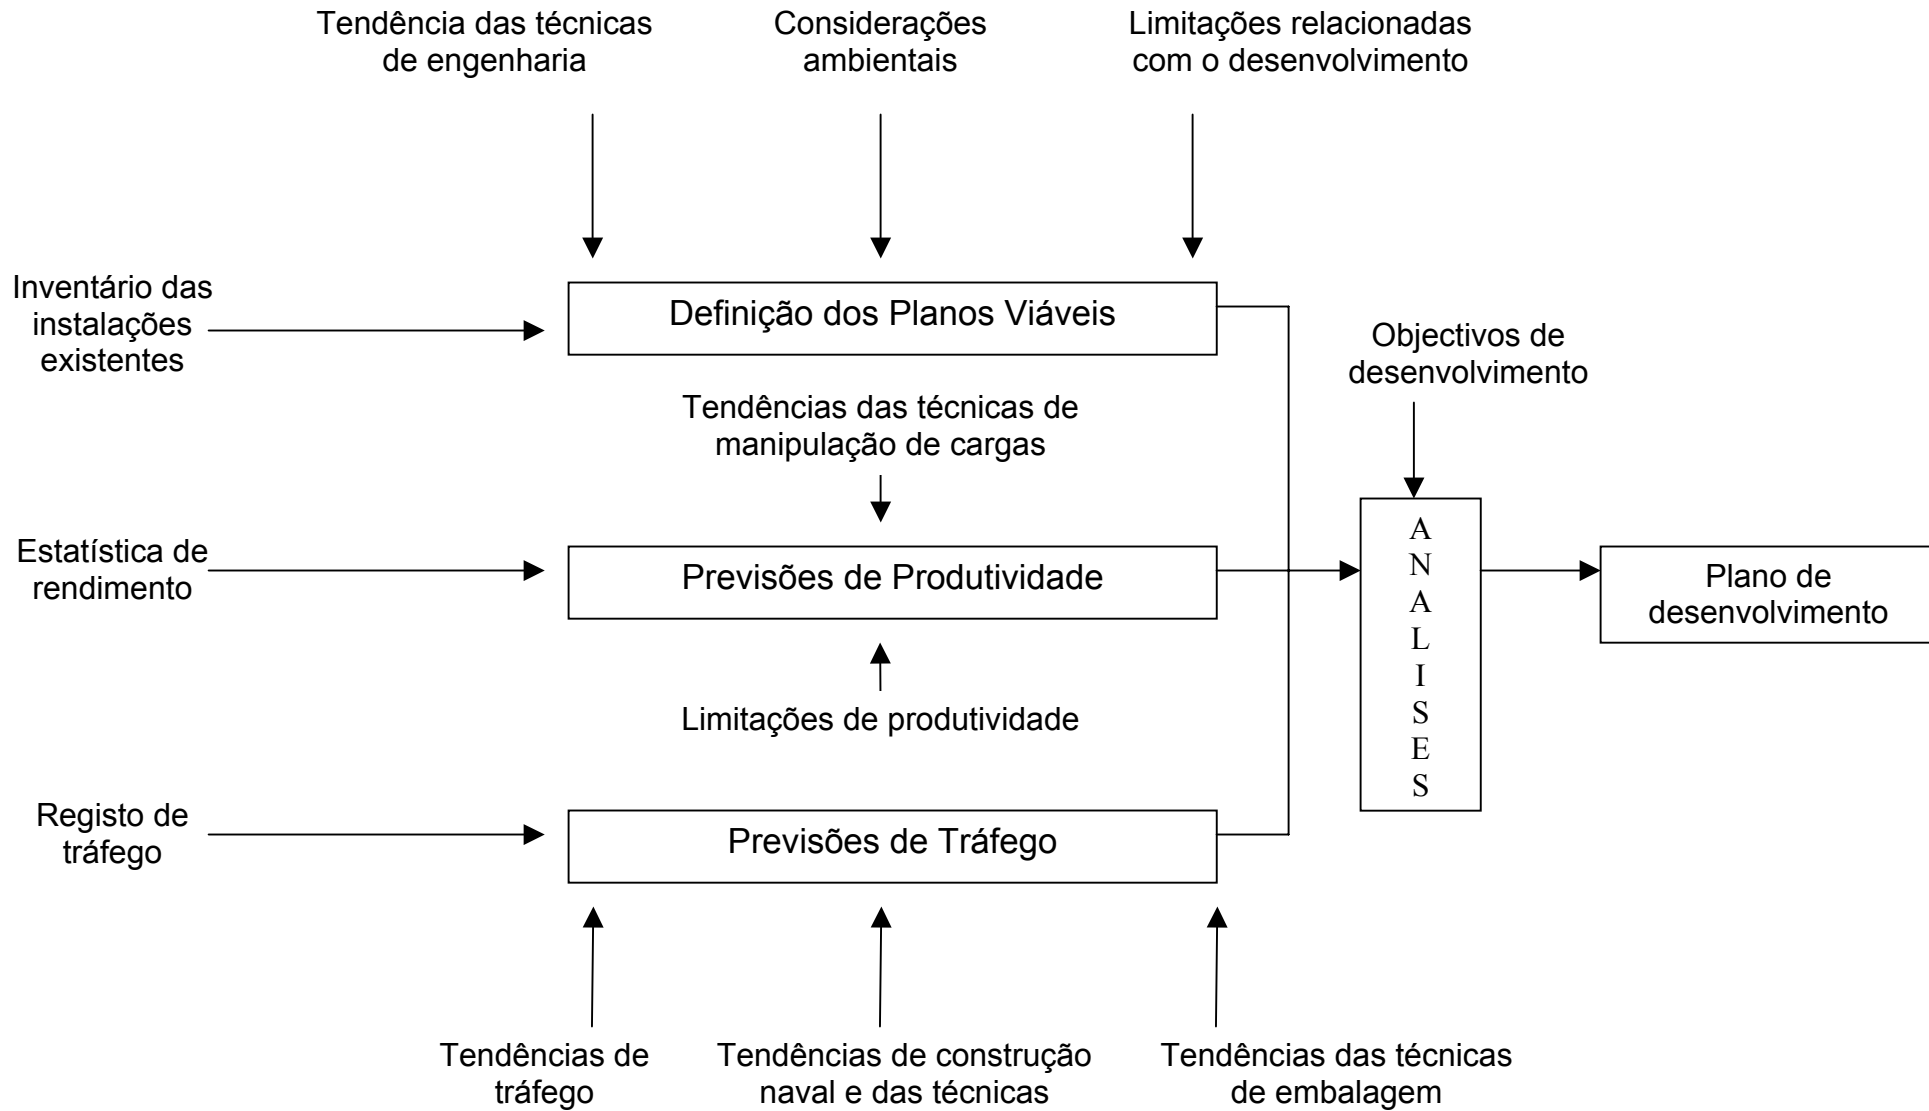 Tendência das técnicas
de engenharia
Considerações
ambientais
Limitações relacionadas
com o desenvolvimento
Inventário das
instalações
existentes
Definição dos Planos Viáveis
Objectivos de
desenvolvimento
Tendências das técnicas de
manipulação de cargas
Estatística de
rendimento
Previsões de Produtividade
A
N
A
L
I
S
E
S
Plano de
desenvolvimento
Limitações de produtividade
Registo de
tráfego
Previsões de Tráfego
Tendências de
tráfego
Tendências de construção
naval e das técnicas
Tendências das técnicas
de embalagem